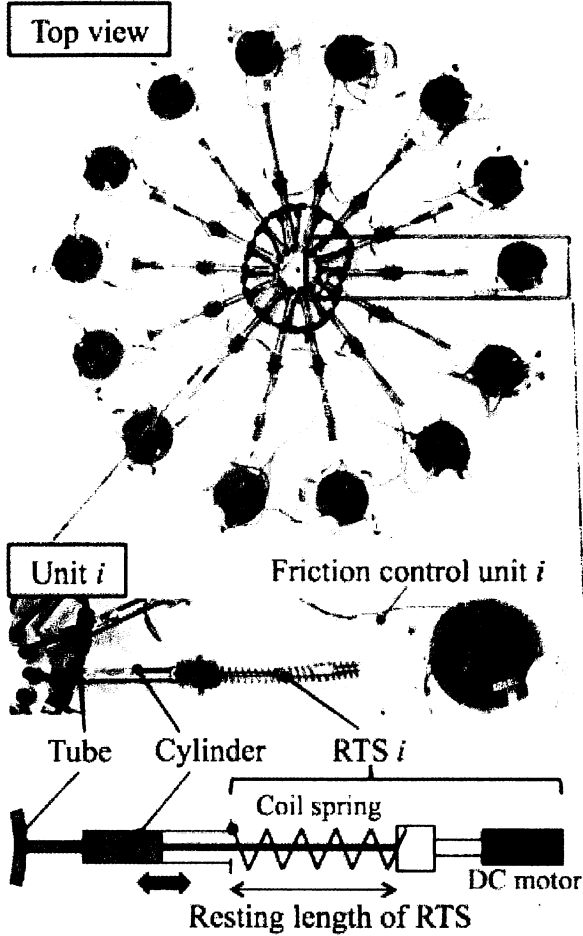 Top view
Unit i
Friction control unit i
Tube
Cylinder
RTS i
Coil spring
DC motor
Resting length of RTS